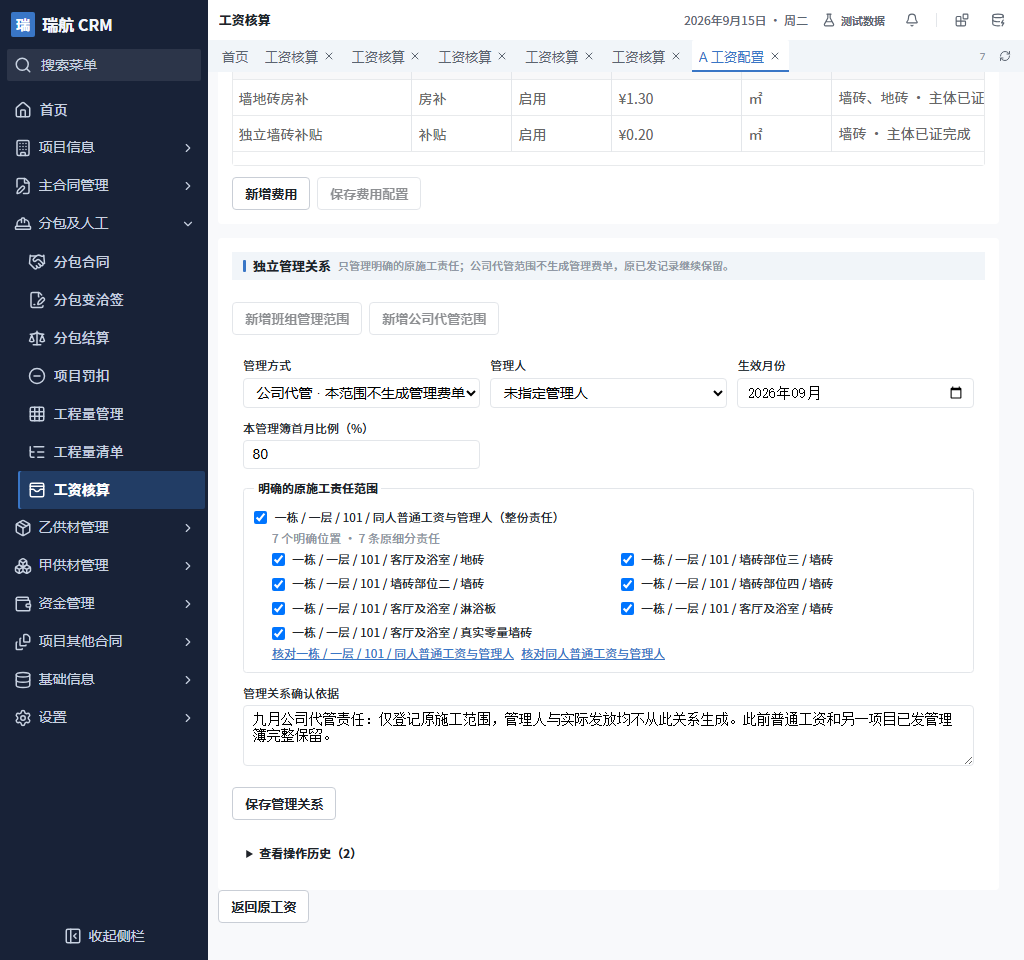 瑞 瑞航 CRM
搜索菜单
首页
项目信息
主合同管理
分包及人工
分包合同
分包变洽签
分包结算
项目罚扣
工程量管理
工程量清单
工资核算
乙供材管理
甲供材管理
资金管理
项目其他合同
基础信息
设置
收起侧栏
工资核算
2026年9月15日 · 周二 测试数据
首页 工资核算 × 工资核算 × 工资核算 × 工资核算 × 工资核算 × A 工资配置 × 7
墙地砖房补 房补 启用 ¥1.30 ㎡ 墙砖、地砖 · 主体已证
独立墙砖补贴 补贴 启用 ¥0.20 ㎡ 墙砖 · 主体已证完成
新增费用 保存费用配置
独立管理关系 只管理明确的原施工责任；公司代管范围不生成管理费单，原已发记录继续保留。
新增班组管理范围 新增公司代管范围
管理方式 管理人 生效月份
公司代管 · 本范围不生成管理费单 未指定管理人 2026年09月
本管理簿首月比例（%）
80
明确的原施工责任范围
一栋 / 一层 / 101 / 同人普通工资与管理人（整份责任）
7 个明确位置 · 7 条原细分责任
一栋 / 一层 / 101 / 客厅及浴室 / 地砖 一栋 / 一层 / 101 / 墙砖部位三 / 墙砖
一栋 / 一层 / 101 / 墙砖部位二 / 墙砖 一栋 / 一层 / 101 / 墙砖部位四 / 墙砖
一栋 / 一层 / 101 / 客厅及浴室 / 淋浴板 一栋 / 一层 / 101 / 客厅及浴室 / 墙砖
一栋 / 一层 / 101 / 客厅及浴室 / 真实零量墙砖
核对一栋 / 一层 / 101 / 同人普通工资与管理人 核对同人普通工资与管理人
管理关系确认依据
九月公司代管责任：仅登记原施工范围，管理人与实际发放均不从此关系生成。此前普通工资和另一项目已发管理
簿完整保留。
保存管理关系
查看操作历史（2）
返回原工资